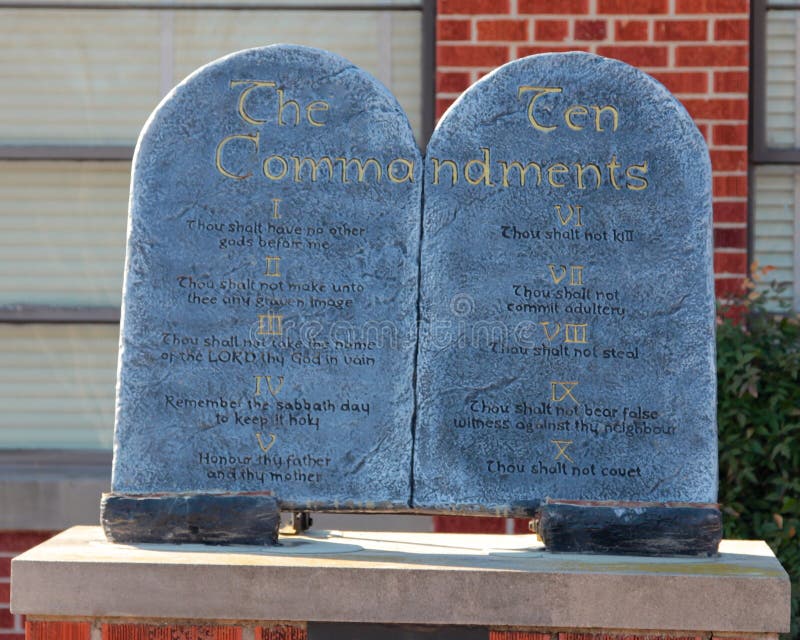 The Ten
Commandments
I
Thou shalt have no other
gods before me
II
Thou shalt not make unto
thee any graven image
III
Thou shalt not take the name
of the LORD thy God in vain
IV
Remember the sabbath day
to keep it holy
V
Honour thy father
and thy mother
VI
Thou shalt not kill
VII
Thou shalt not
commit adultery
VIII
Thou shalt not steal
IX
Thou shalt not bear false
witness against thy neighbour
X
Thou shalt not covet
dreamstime.com